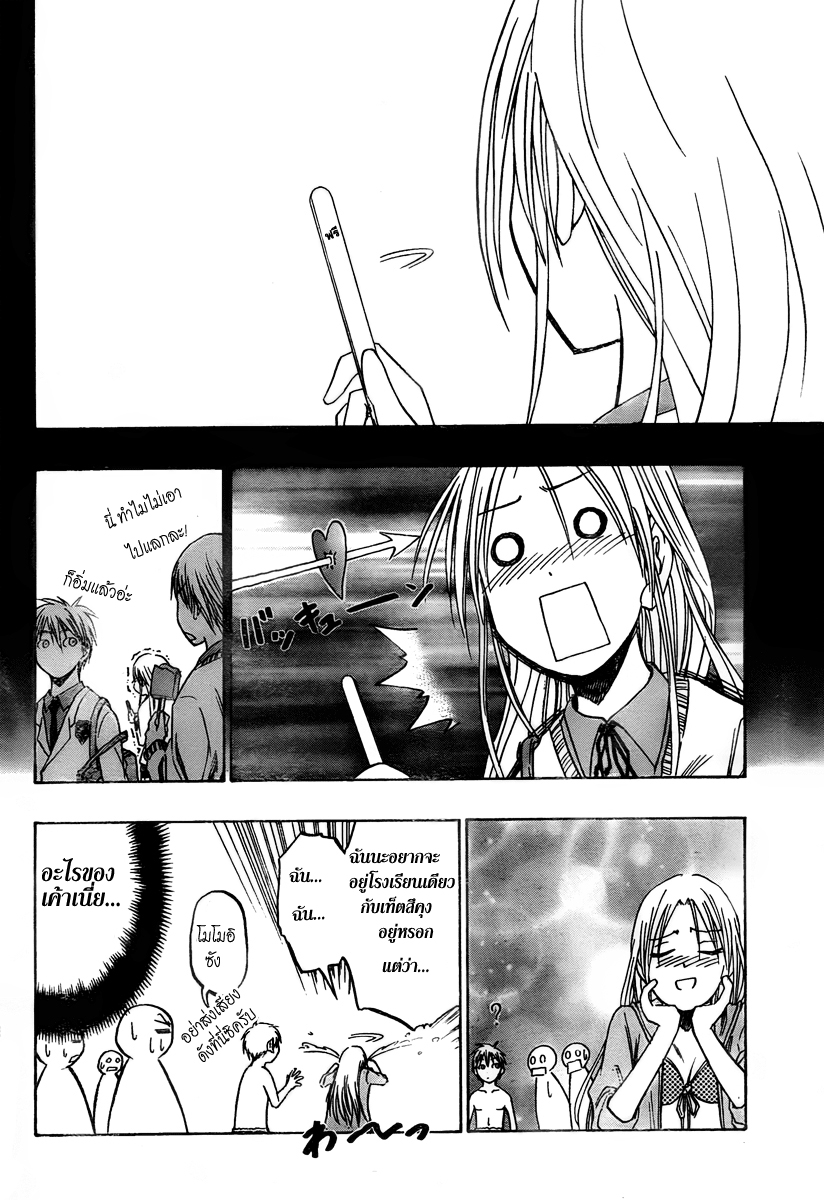 ฟรี
นี่ ทำไมไม่เอา
ไปแลกละ!
ก็อิ่มแล้วอ่ะ
バッキューーン
?
ฉันนะอยากจะ
อยู่โรงเรียนเดียว
กับเท็ตสึคุง
อยู่หรอก
แต่ว่า...
ฉัน...
ฉัน...
โมโมอิ
ซัง
อย่าส่งเสียง
ดังที่นี่ซิครับ
อะไรของ
เค้าเนี่ย...
わ〜〜っ